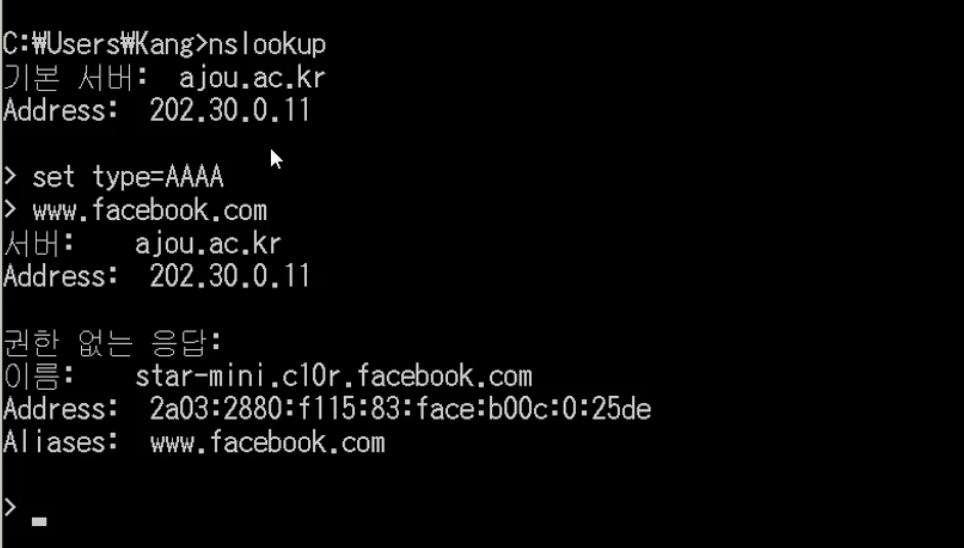 C:₩Users₩Kang>nslookup
기본 서버:  ajou.ac.kr
Address:  202.30.0.11
> set type=AAAA
> www.facebook.com
서버:    ajou.ac.kr
Address:  202.30.0.11
권한 없는 응답:
이름:    star-mini.c10r.facebook.com
Address:  2a03:2880:f115:83:face:b00c:0:25de
Aliases:  www.facebook.com
>